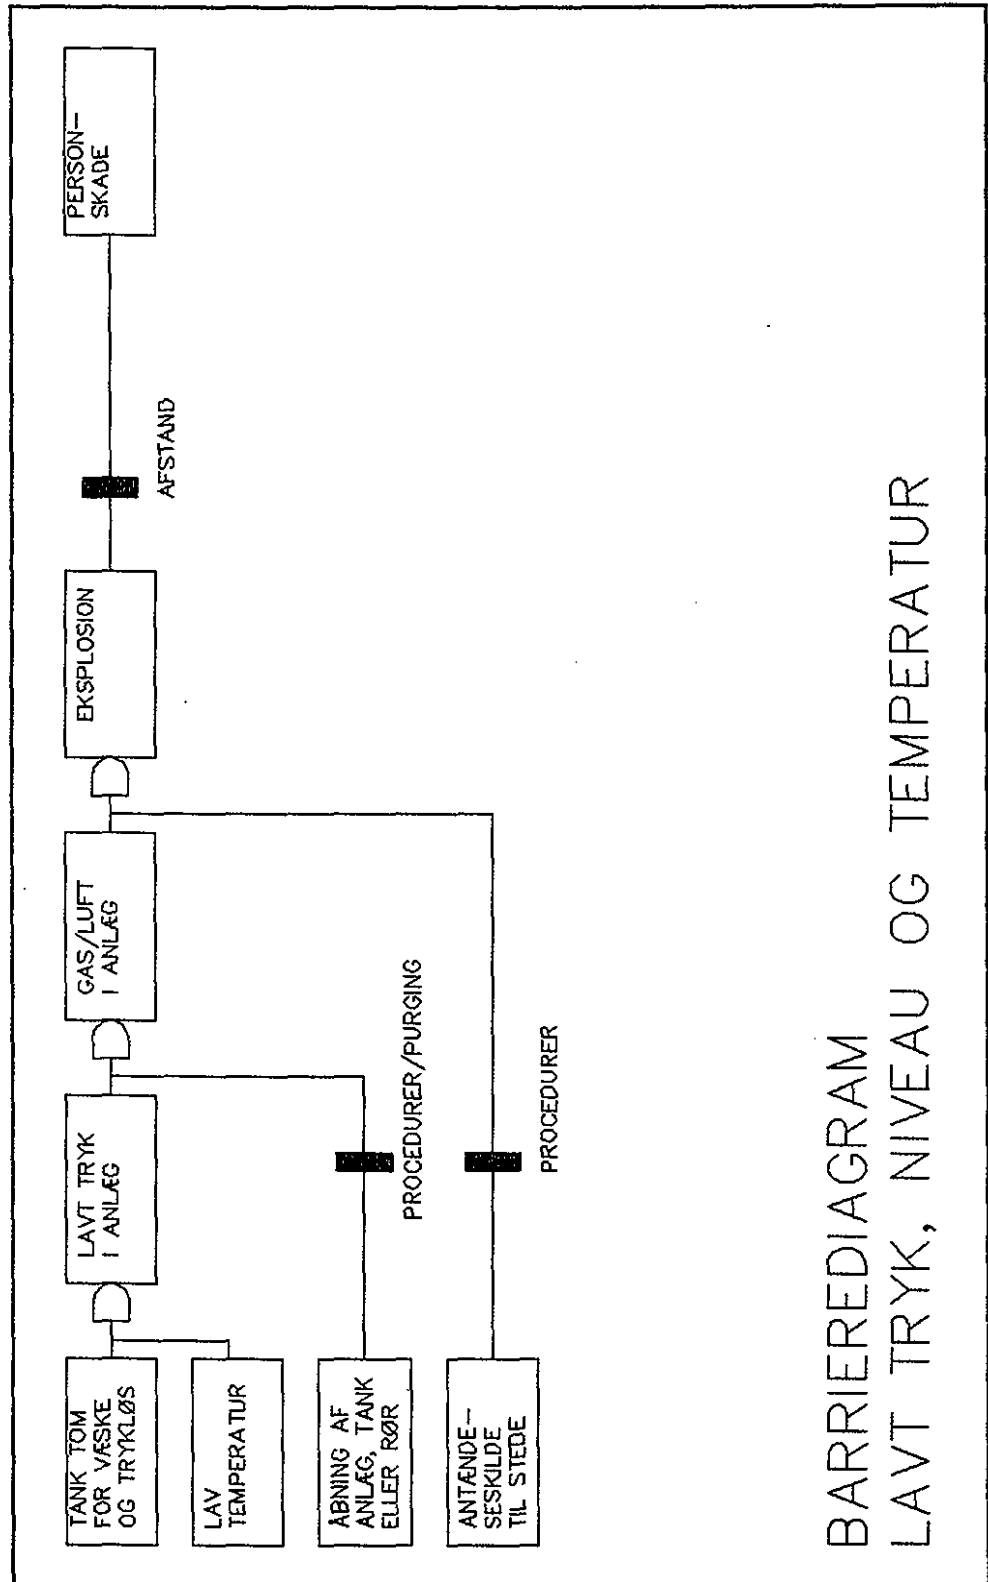 TANK TOM
FOR VÆSKE
OG TRYKLØS
LAV
TEMPERATUR
ÅBNING AF
ANLÆG, TANK
ELLER RØR
ANTÆNDE-
SESKILDE
TIL STEDE
LAVT TRYK
I ANLÆG
PROCEDURER/PURGING
PROCEDURER
GAS/LUFT
I ANLÆG
EKSPLOSION
AFSTAND
PERSON-
SKADE
BARRIEREDIAGRAM
LAVT TRYK, NIVEAU OG TEMPERATUR